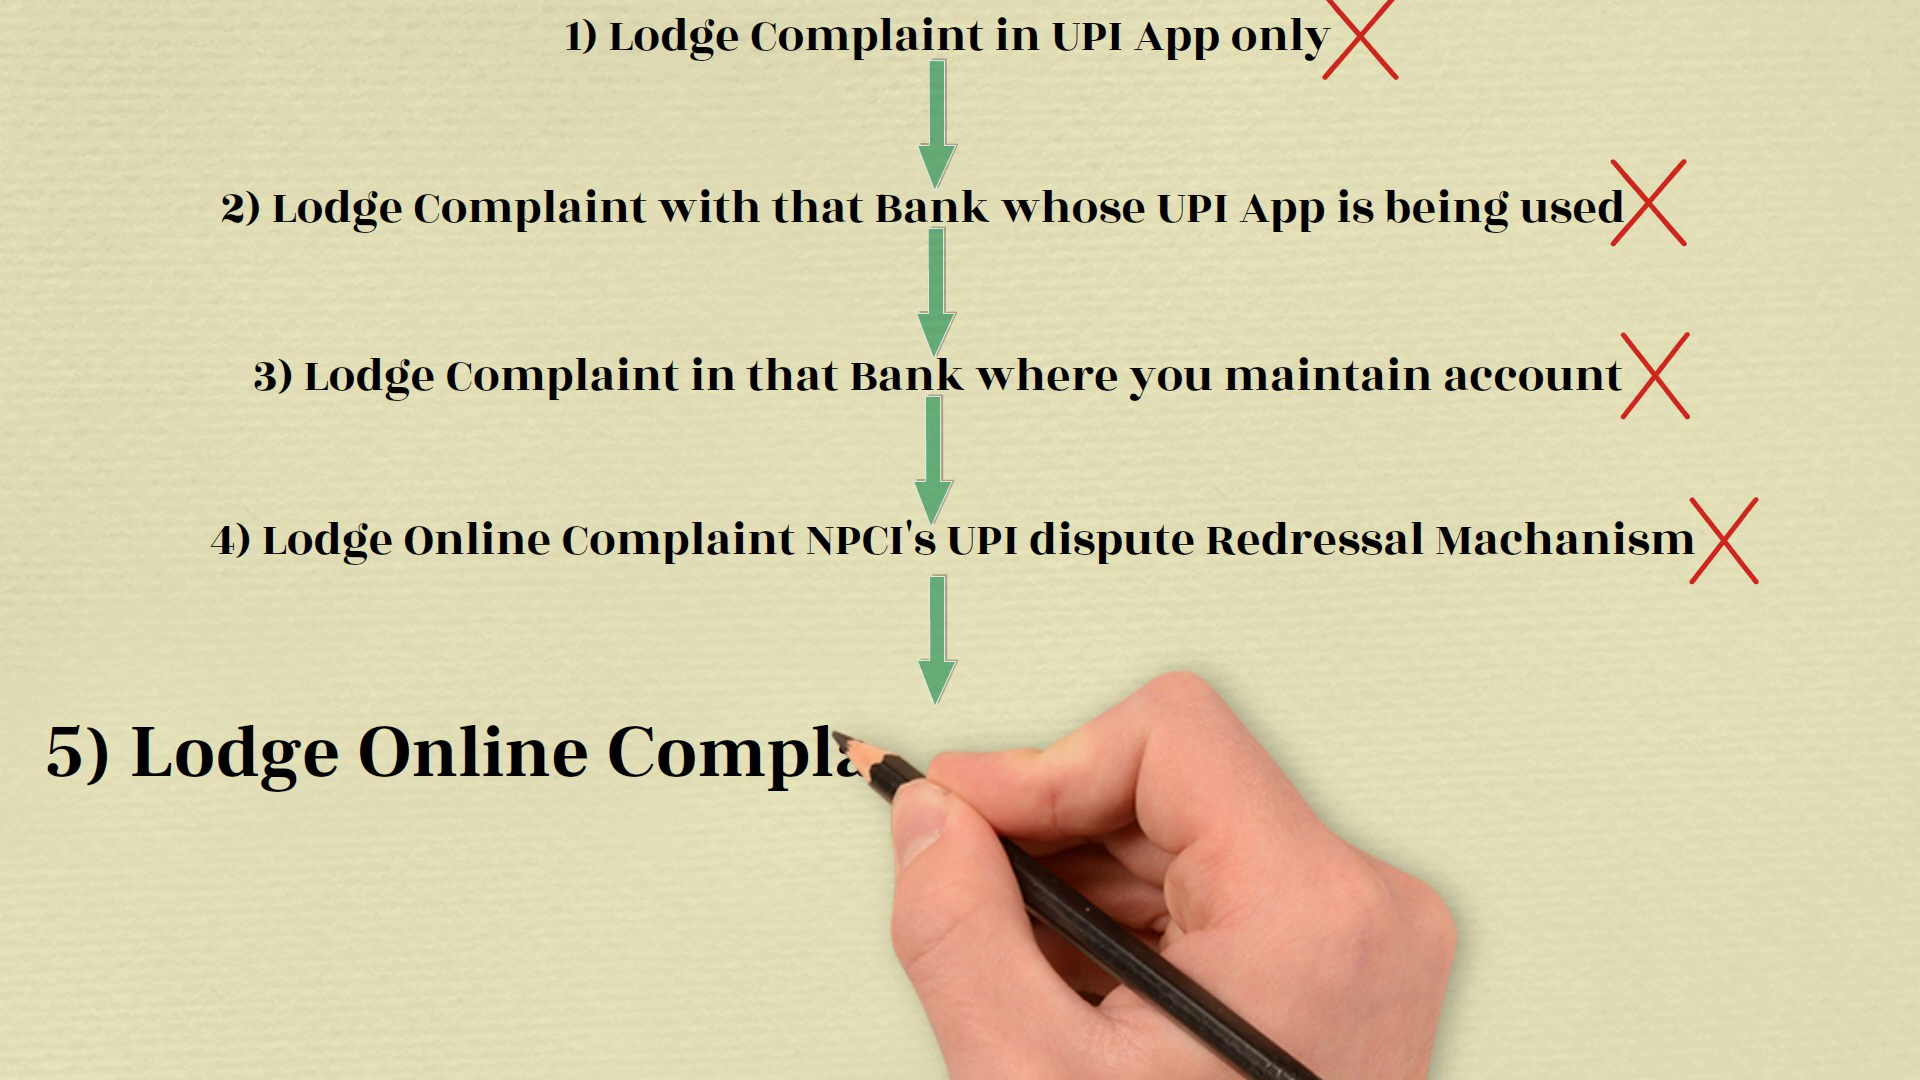 1) Lodge Complaint in UPI App only
2) Lodge Complaint with that Bank whose UPI App is being used
3) Lodge Complaint in that Bank where you maintain account
4) Lodge Online Complaint NPCI's UPI dispute Redressal Machanism
5) Lodge Online Compla